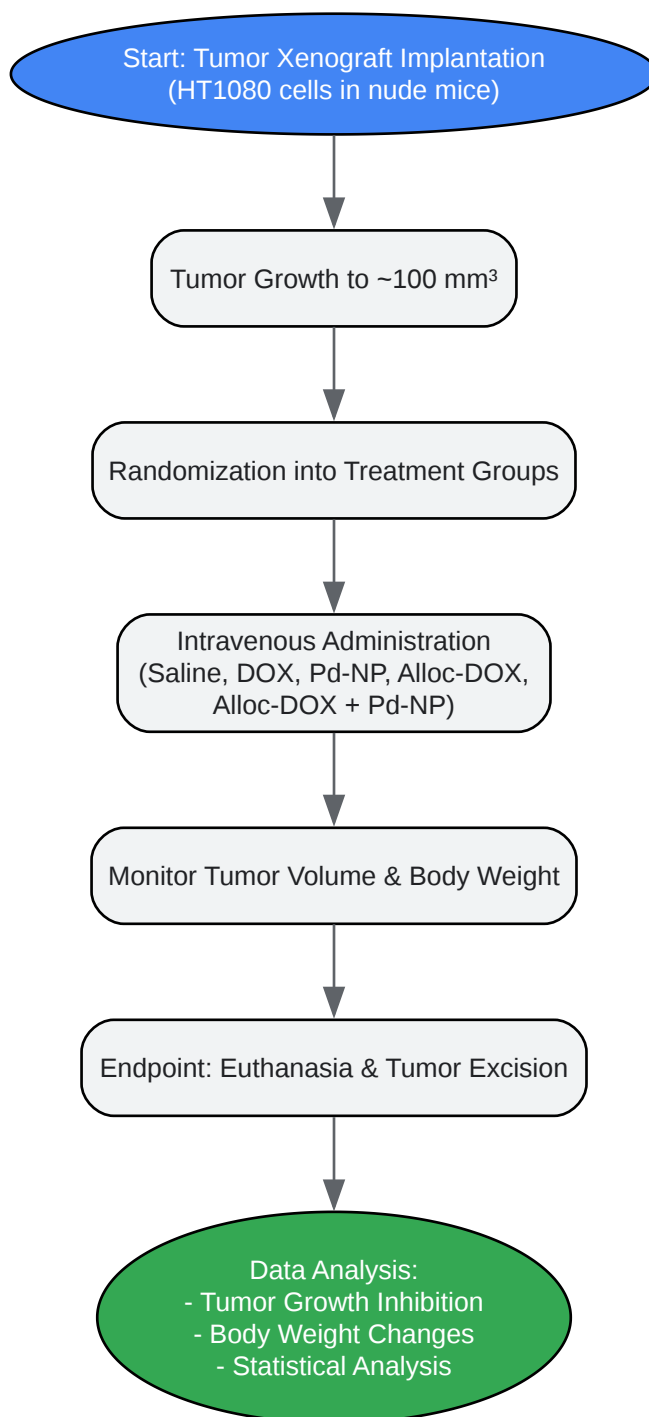 Start: Tumor Xenograft Implantation
(HT1080 cells in nude mice)
Tumor Growth to ~100 mm³
Randomization into Treatment Groups
Intravenous Administration
(Saline, DOX, Pd-NP, Alloc-DOX,
Alloc-DOX + Pd-NP)
Monitor Tumor Volume & Body Weight
Endpoint: Euthanasia & Tumor Excision
Data Analysis:
- Tumor Growth Inhibition
- Body Weight Changes
- Statistical Analysis